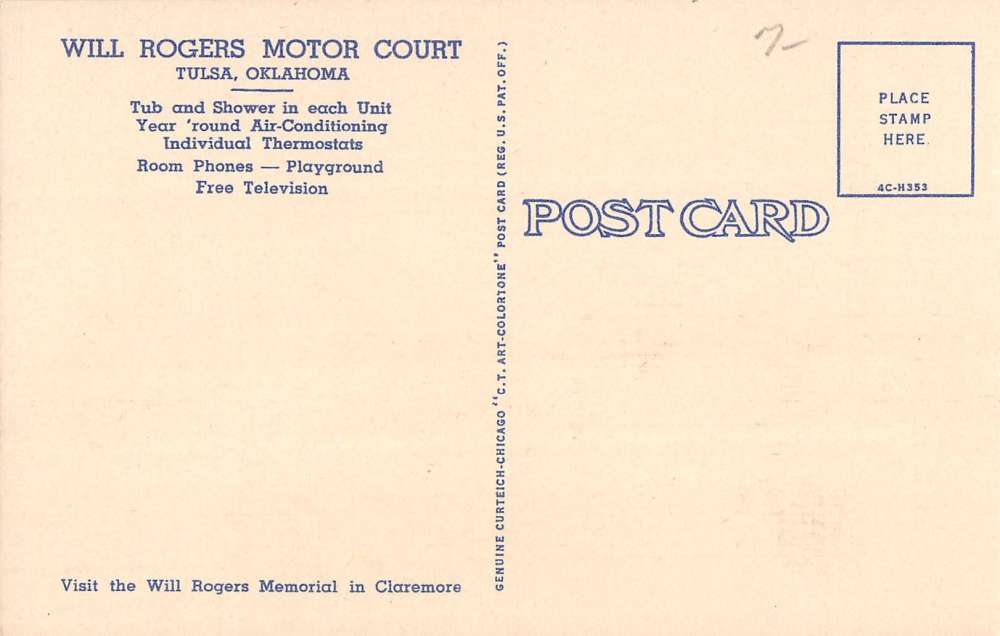 WILL ROGERS MOTOR COURT
TULSA, OKLAHOMA
Tub and Shower in each Unit
Year 'round Air-Conditioning
Individual Thermostats
Room Phones — Playground
Free Television
Visit the Will Rogers Memorial in Claremore
GENUINE CURTEICH-CHICAGO "C.T. ART-COLORTONE" POST CARD (REG. U.S. PAT. OFF.)
7-
PLACE
STAMP
HERE
4C-H353
POST CARD